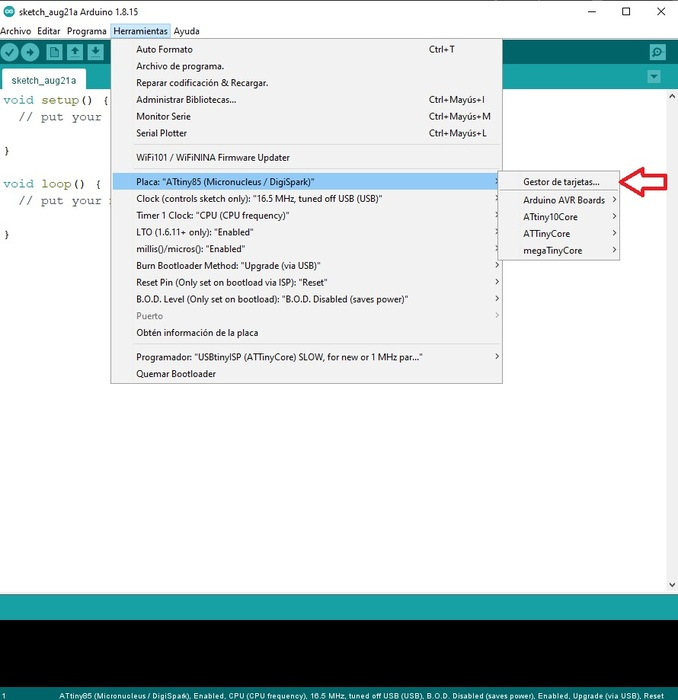 sketch_aug21a Arduino 1.8.15
Archivo Editar Programa Herramientas Ayuda
sketch_aug21a
void setup() {
// put your
}
void loop() {
// put your
}
Auto Formato Ctrl+T
Archivo de programa.
Reparar codificación & Recargar.
Administrar Bibliotecas... Ctrl+Mayús+I
Monitor Serie Ctrl+Mayús+M
Serial Plotter Ctrl+Mayús+L
WiFi101 / WiFiNINA Firmware Updater
Placa: "ATtiny85 (Micronucleus / DigiSpark)"
Clock (controls sketch only): "16.5 MHz, tuned off USB (USB)"
Timer 1 Clock: "CPU (CPU frequency)"
LTO (1.6.11+ only): "Enabled"
millis()/micros(): "Enabled"
Burn Bootloader Method: "Upgrade (via USB)"
Reset Pin (Only set on bootload via ISP): "Reset"
B.O.D. Level (Only set on bootload): "B.O.D. Disabled (saves power)"
Puerto
Obtén información de la placa
Programador: "USBtinyISP (ATTinyCore) SLOW, for new or 1 MHz par..."
Quemar Bootloader
Gestor de tarjetas...
Arduino AVR Boards
ATtiny10Core
ATTinyCore
megaTinyCore
1 ATtiny85 (Micronucleus / DigiSpark), Enabled, CPU (CPU frequency), 16.5 MHz, tuned off USB (USB), B.O.D. Disabled (saves power), Enabled, Upgrade (via USB), Reset